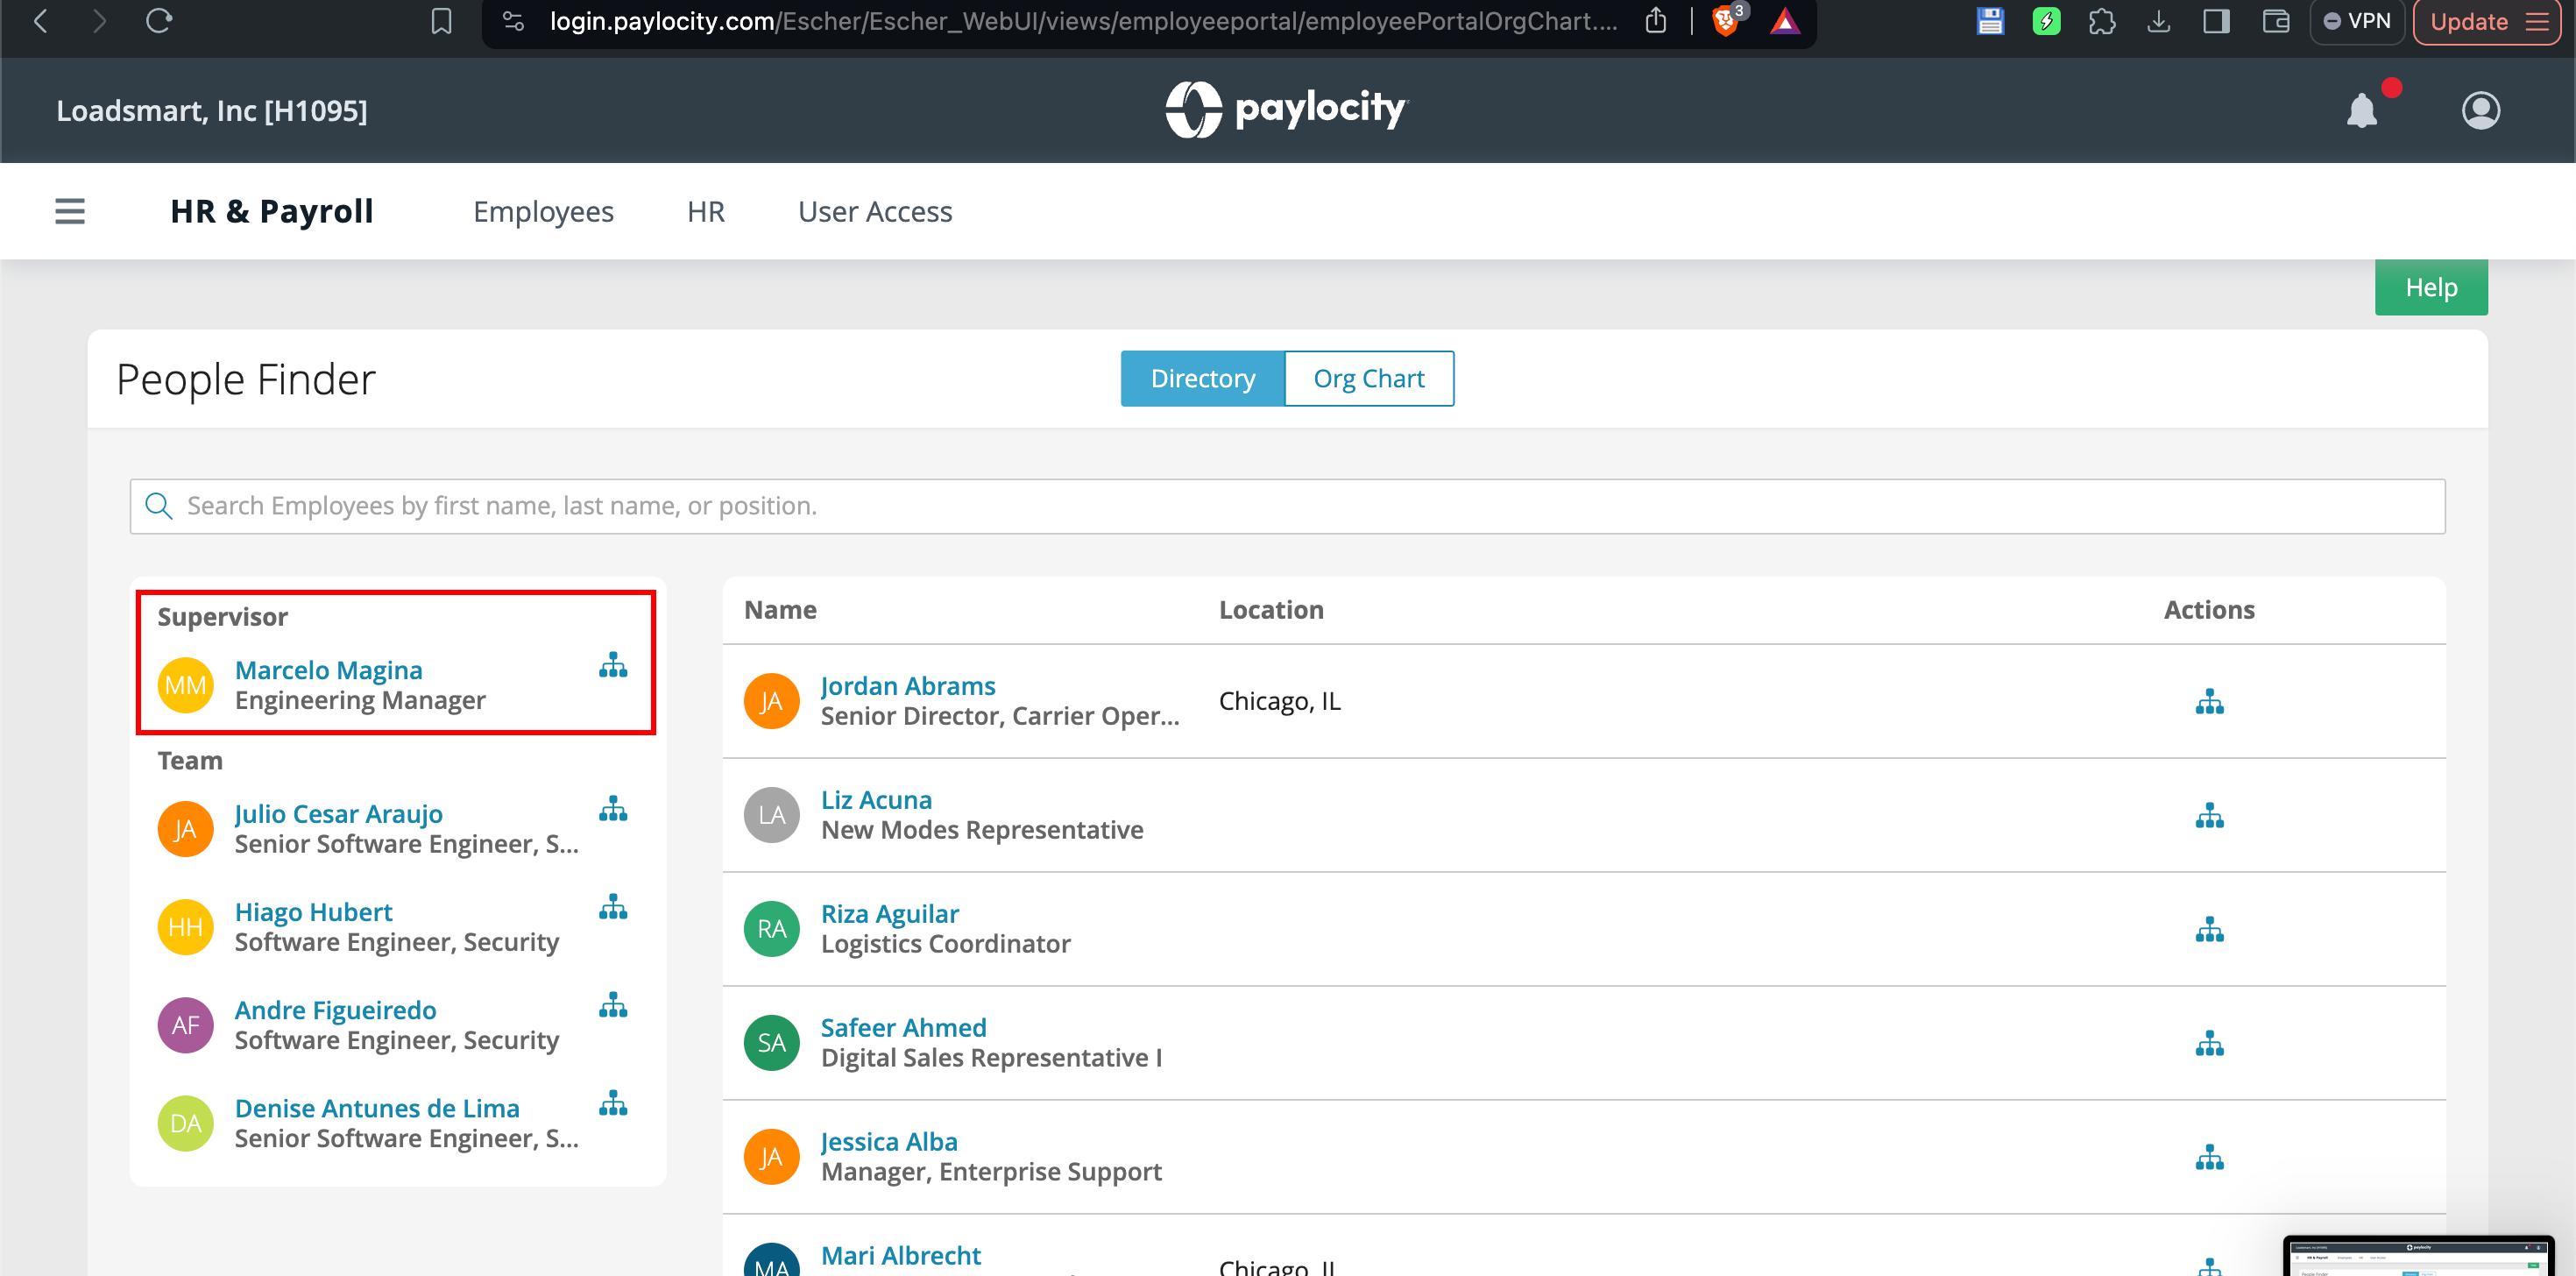 login.paylocity.com/Escher/Escher_WebUI/views/employeeportal/employeePortalOrgChart....
3
VPN
Update
Loadsmart, Inc [H1095]
paylocity
HR & Payroll
Employees
HR
User Access
Help
People Finder
Directory
Org Chart
Search Employees by first name, last name, or position.
Supervisor
MM
Marcelo Magina
Engineering Manager
Team
JA
Julio Cesar Araujo
Senior Software Engineer, S...
HH
Hiago Hubert
Software Engineer, Security
AF
Andre Figueiredo
Software Engineer, Security
DA
Denise Antunes de Lima
Senior Software Engineer, S...
Name
Location
Actions
JA
Jordan Abrams
Senior Director, Carrier Oper...
Chicago, IL
LA
Liz Acuna
New Modes Representative
RA
Riza Aguilar
Logistics Coordinator
SA
Safeer Ahmed
Digital Sales Representative I
JA
Jessica Alba
Manager, Enterprise Support
MA
Mari Albrecht
Chicago, IL